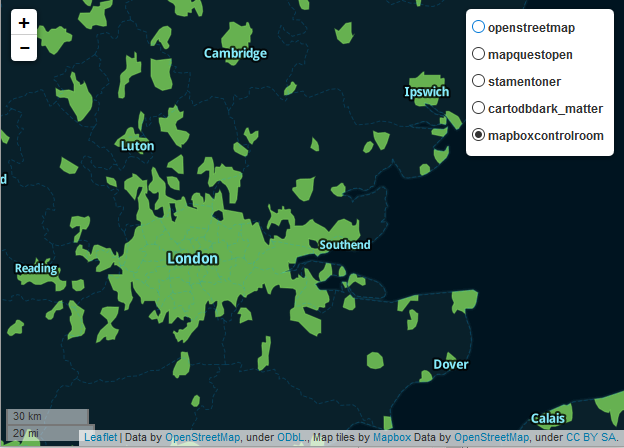 +
−
openstreetmap
mapquestopen
stamentoner
cartodbdark_matter
mapboxcontrolroom
Cambridge
Ipswich
Luton
d
London
Southend
Reading
Dover
Calais
30 km
20 mi
Leaflet | Data by OpenStreetMap, under ODbL., Map tiles by Mapbox Data by OpenStreetMap, under CC BY SA.